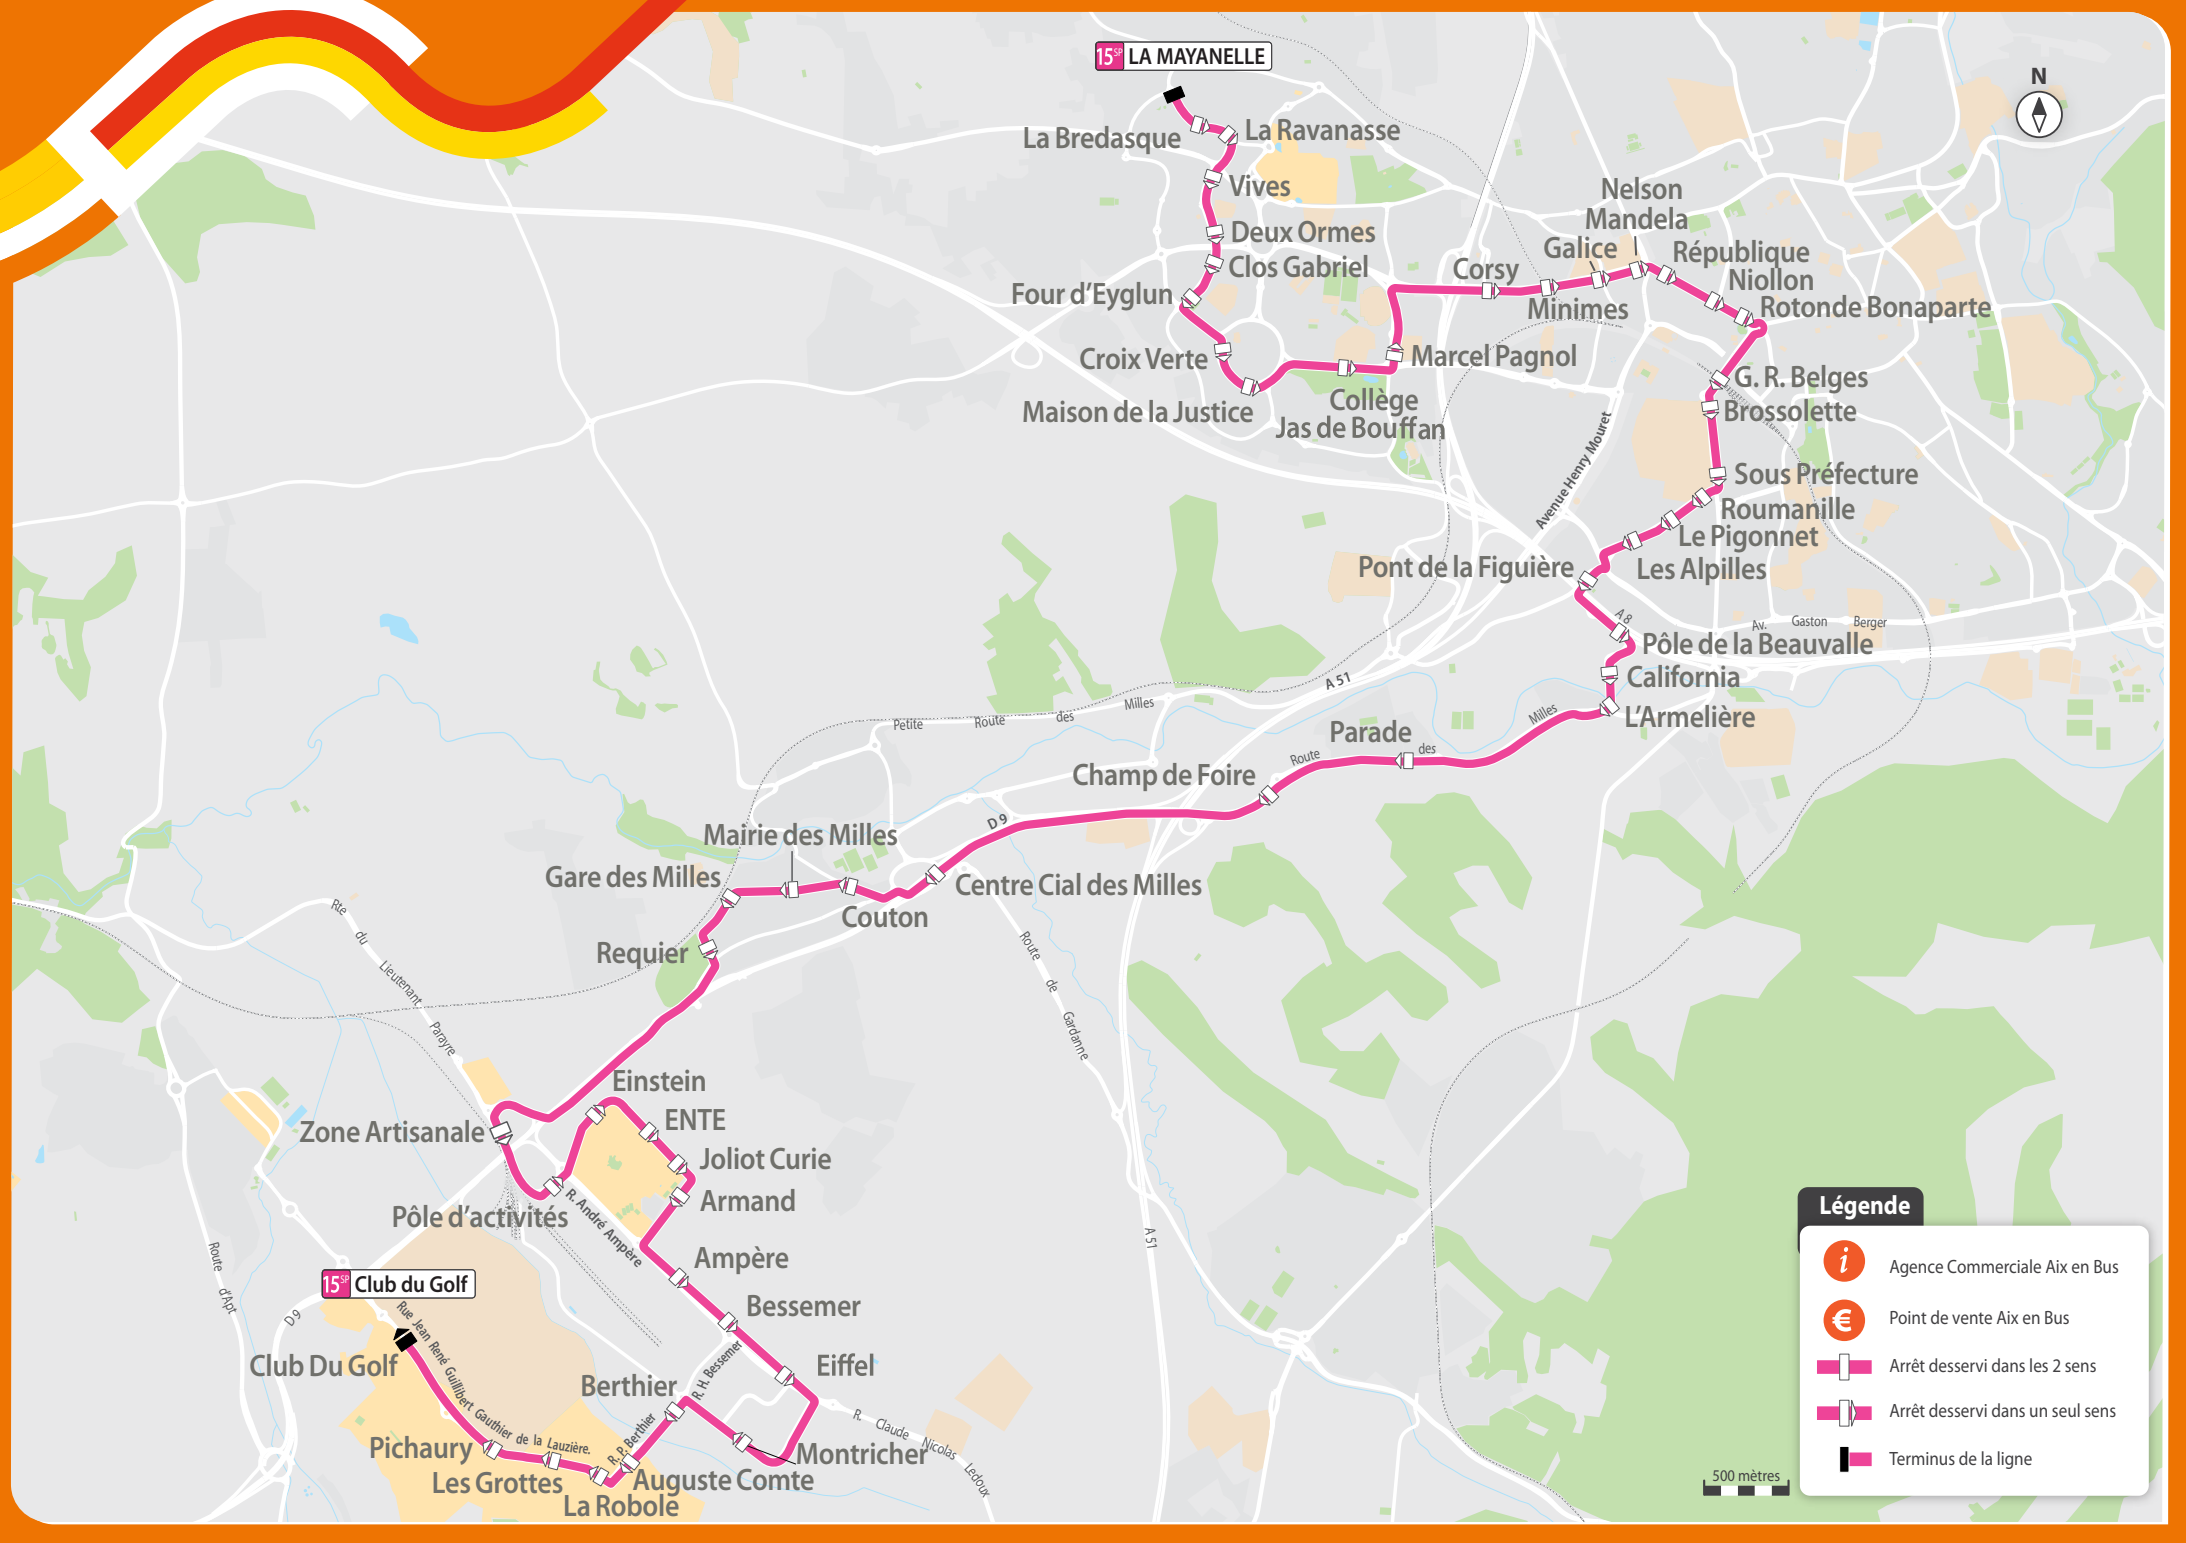 15SP LA MAYANELLE
N
La Bredasque
La Ravanasse
Vives
Deux Ormes
Clos Gabriel
Four d'Eyglun
Croix Verte
Maison de la Justice
Collège
Jas de Bouffan
Marcel Pagnol
Corsy
Minimes
Galice
Nelson
Mandela
République
Niollon
Rotonde Bonaparte
G. R. Belges
Brossolette
Sous Préfecture
Roumanille
Le Pigonnet
Les Alpilles
Avenue Henry Mouret
Pont de la Figuière
A 8
Av. Gaston Berger
Pôle de la Beauvalle
California
L'Armelière
A 51
Petite Route des Milles
Parade
Route des Milles
Champ de Foire
D 9
Mairie des Milles
Gare des Milles
Centre Cial des Milles
Couton
Requier
Rte du Lieutenant Parayre
Route de Gardanne
Einstein
ENTE
Zone Artisanale
Joliot Curie
Armand
Pôle d'activités
R. André Ampère
Ampère
Bessemer
A 51
Route d'Apt
D 9
15SP Club du Golf
Rue Jean René Guillibert Gauthier de la Lauzière.
Club Du Golf
Eiffel
R. H. Bessemer
Berthier
R. P. Berthier
R. Claude Nicolas Ledoux
Montricher
Pichaury
Les Grottes
Auguste Comte
La Robole
500 mètres
Légende
i Agence Commerciale Aix en Bus
€ Point de vente Aix en Bus
Arrêt desservi dans les 2 sens
Arrêt desservi dans un seul sens
Terminus de la ligne